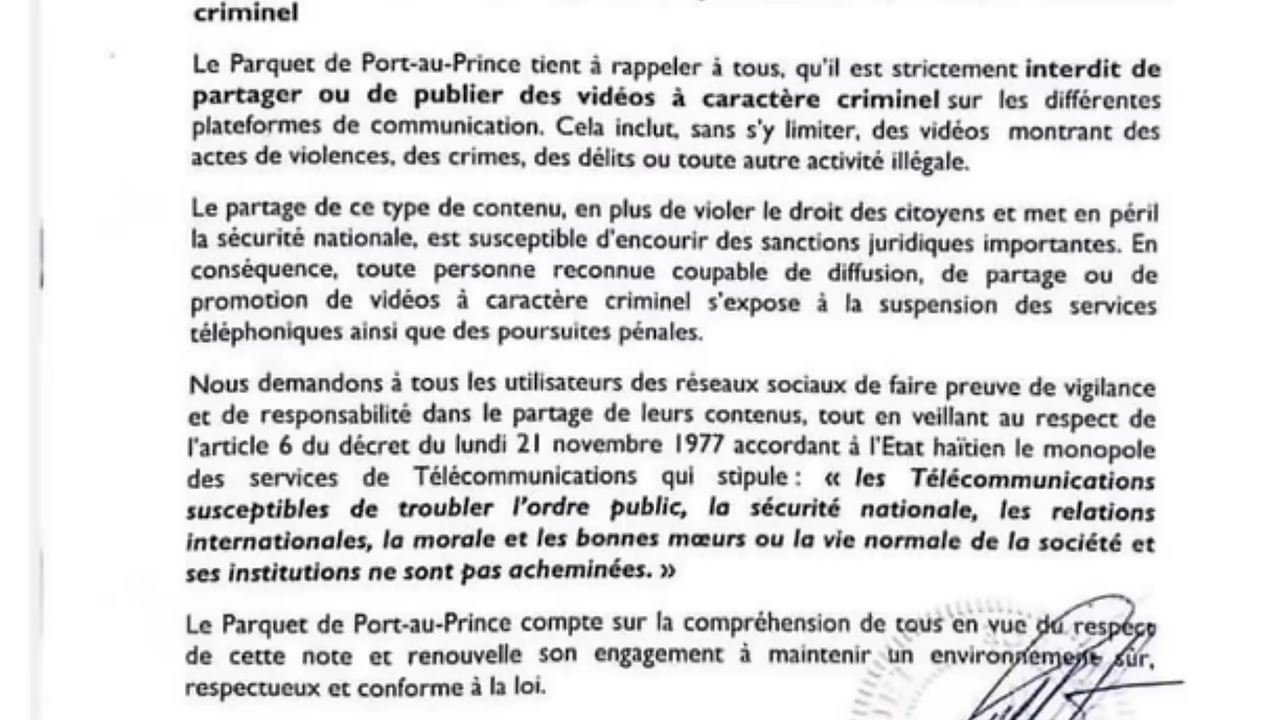 criminel
Le Parquet de Port-au-Prince tient à rappeler à tous, qu'il est strictement interdit de
partager ou de publier des vidéos à caractère criminel sur les différentes
plateformes de communication. Cela inclut, sans s'y limiter, des vidéos montrant des
actes de violences, des crimes, des délits ou toute autre activité illégale.
Le partage de ce type de contenu, en plus de violer le droit des citoyens et met en péril
la sécurité nationale, est susceptible d'encourir des sanctions juridiques importantes. En
conséquence, toute personne reconnue coupable de diffusion, de partage ou de
promotion de vidéos à caractère criminel s'expose à la suspension des services
téléphoniques ainsi que des poursuites pénales.
Nous demandons à tous les utilisateurs des réseaux sociaux de faire preuve de vigilance
et de responsabilité dans le partage de leurs contenus, tout en veillant au respect de
l'article 6 du décret du lundi 21 novembre 1977 accordant à l'Etat haïtien le monopole
des services de Télécommunications qui stipule : « les Télécommunications
susceptibles de troubler l'ordre public, la sécurité nationale, les relations
internationales, la morale et les bonnes mœurs ou la vie normale de la société et
ses institutions ne sont pas acheminées. »
Le Parquet de Port-au-Prince compte sur la compréhension de tous en vue du respect
de cette note et renouvelle son engagement à maintenir un environnement sûr,
respectueux et conforme à la loi.